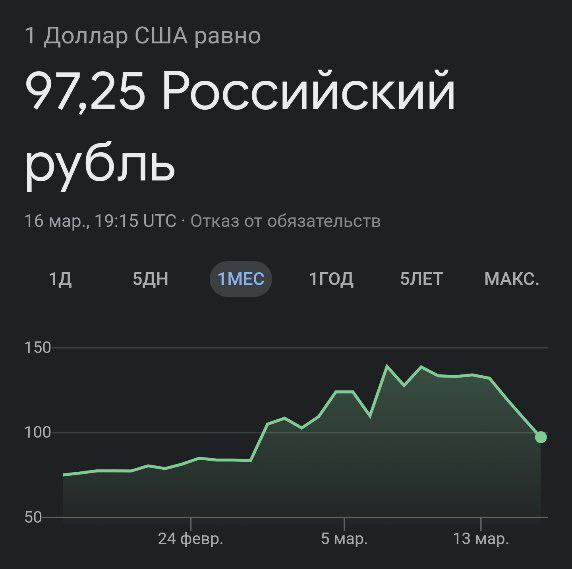 1 Доллар США равно
97,25 Российский
рубль
16 мар., 19:15 UTC · Отказ от обязательств
1Д 5ДН 1МЕС 1ГОД 5ЛЕТ МАКС.
150
100
50
24 февр. 5 мар. 13 мар.